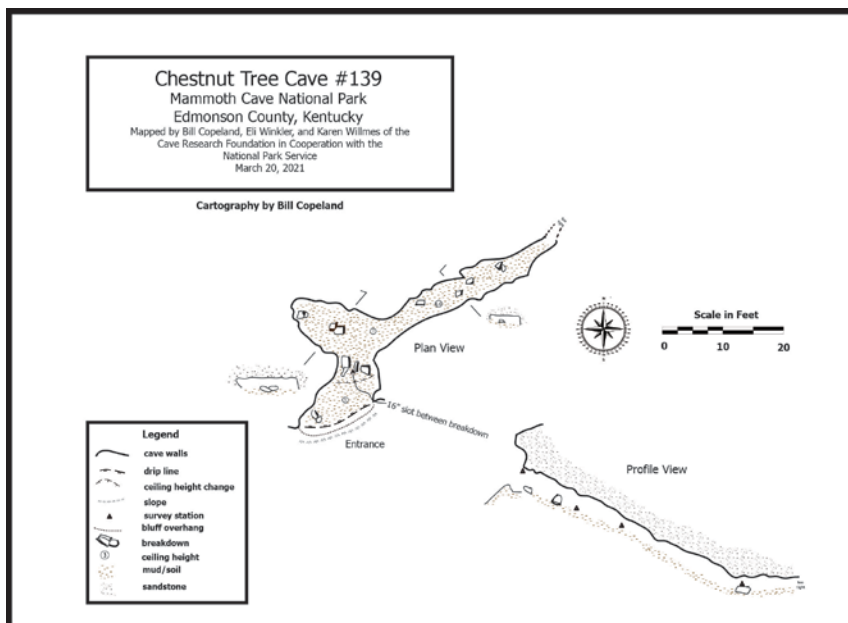 Chestnut Tree Cave #139
Mammoth Cave National Park
Edmonson County, Kentucky
Mapped by Bill Copeland, Eli Winkler, and Karen Willmes of the
Cave Research Foundation in Cooperation with the
National Park Service
March 20, 2021
Cartography by Bill Copeland
Plan View
Scale in Feet
0 10 20
16" slot between breakdown
Entrance
Profile View
Legend
cave walls
drip line
ceiling height change
slope
survey station
bluff overhang
breakdown
ceiling height
mud/soil
sandstone